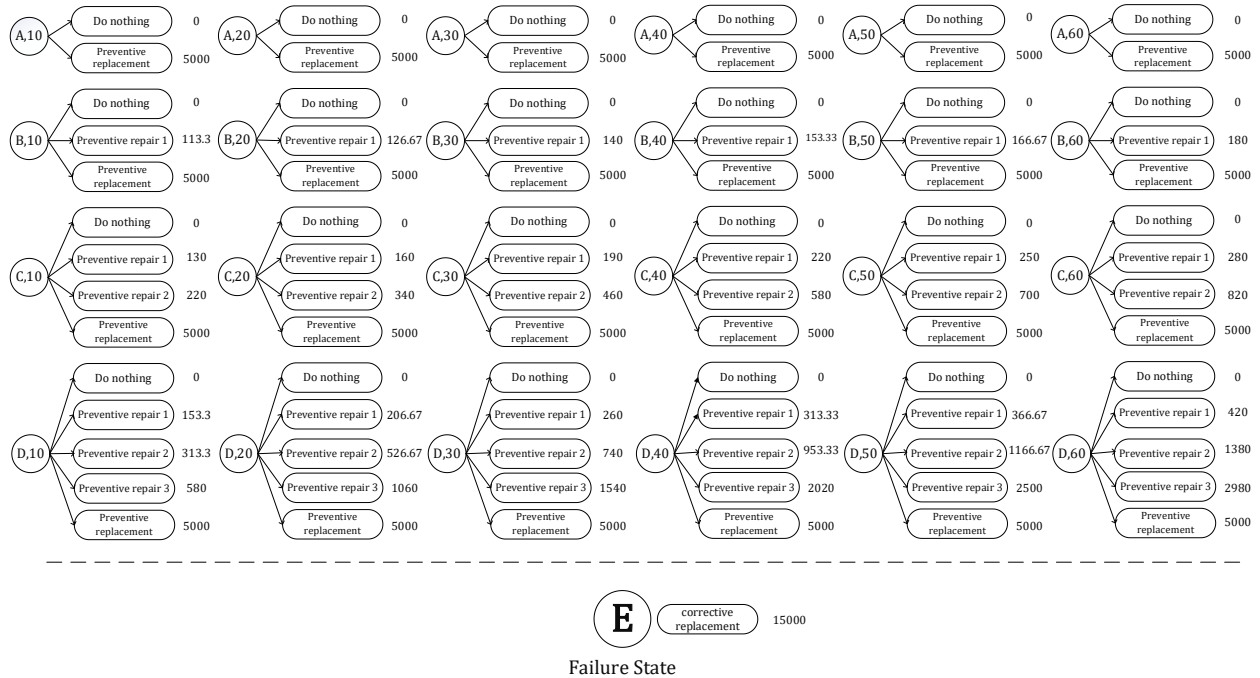 A,10
Do nothing
0
Preventive
replacement
5000
A,20
Do nothing
0
Preventive
replacement
5000
A,30
Do nothing
0
Preventive
replacement
5000
A,40
Do nothing
0
Preventive
replacement
5000
A,50
Do nothing
0
Preventive
replacement
5000
A,60
Do nothing
0
Preventive
replacement
5000
B,10
Do nothing
0
Preventive repair 1
113.3
Preventive
replacement
5000
B,20
Do nothing
0
Preventive repair 1
126.67
Preventive
replacement
5000
B,30
Do nothing
0
Preventive repair 1
140
Preventive
replacement
5000
B,40
Do nothing
0
Preventive repair 1
153.33
Preventive
replacement
5000
B,50
Do nothing
0
Preventive repair 1
166.67
Preventive
replacement
5000
B,60
Do nothing
0
Preventive repair 1
180
Preventive
replacement
5000
C,10
Do nothing
0
Preventive repair 1
130
Preventive repair 2
220
Preventive
replacement
5000
C,20
Do nothing
0
Preventive repair 1
160
Preventive repair 2
340
Preventive
replacement
5000
C,30
Do nothing
0
Preventive repair 1
190
Preventive repair 2
460
Preventive
replacement
5000
C,40
Do nothing
0
Preventive repair 1
220
Preventive repair 2
580
Preventive
replacement
5000
C,50
Do nothing
0
Preventive repair 1
250
Preventive repair 2
700
Preventive
replacement
5000
C,60
Do nothing
0
Preventive repair 1
280
Preventive repair 2
820
Preventive
replacement
5000
D,10
Do nothing
0
Preventive repair 1
153.3
Preventive repair 2
313.3
Preventive repair 3
580
Preventive
replacement
5000
D,20
Do nothing
0
Preventive repair 1
206.67
Preventive repair 2
526.67
Preventive repair 3
1060
Preventive
replacement
5000
D,30
Do nothing
0
Preventive repair 1
260
Preventive repair 2
740
Preventive repair 3
1540
Preventive
replacement
5000
D,40
Do nothing
0
Preventive repair 1
313.33
Preventive repair 2
953.33
Preventive repair 3
2020
Preventive
replacement
5000
D,50
Do nothing
0
Preventive repair 1
366.67
Preventive repair 2
1166.67
Preventive repair 3
2500
Preventive
replacement
5000
D,60
Do nothing
0
Preventive repair 1
420
Preventive repair 2
1380
Preventive repair 3
2980
Preventive
replacement
5000
E
corrective
replacement
15000
Failure State